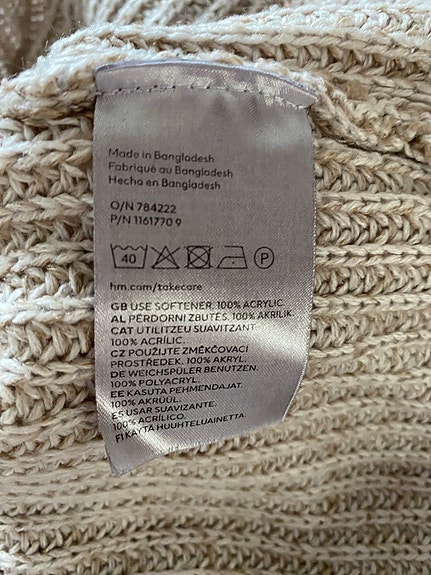 Made in Bangladesh
Fabriqué au Bangladesh
Hecho en Bangladesh
O/N 784222
P/N 1161770 9
40 P
hm.com/takecare
GB USE SOFTENER. 100% ACRYLIC.
AL PËRDORNI ZBUTËS. 100% AKRILIK.
CAT UTILITZEU SUAVITZANT.
100% ACRÍLIC.
CZ POUŽIJTE ZMĚKČOVACÍ
PROSTŘEDEK. 100% AKRYL.
DE WEICHSPÜLER BENUTZEN.
100% POLYACRYL.
EE KASUTA PEHMENDAJAT.
100% AKRÜÜL.
ES USAR SUAVIZANTE.
100% ACRÍLICO.
FI KÄYTÄ HUUHTELUAINETTA